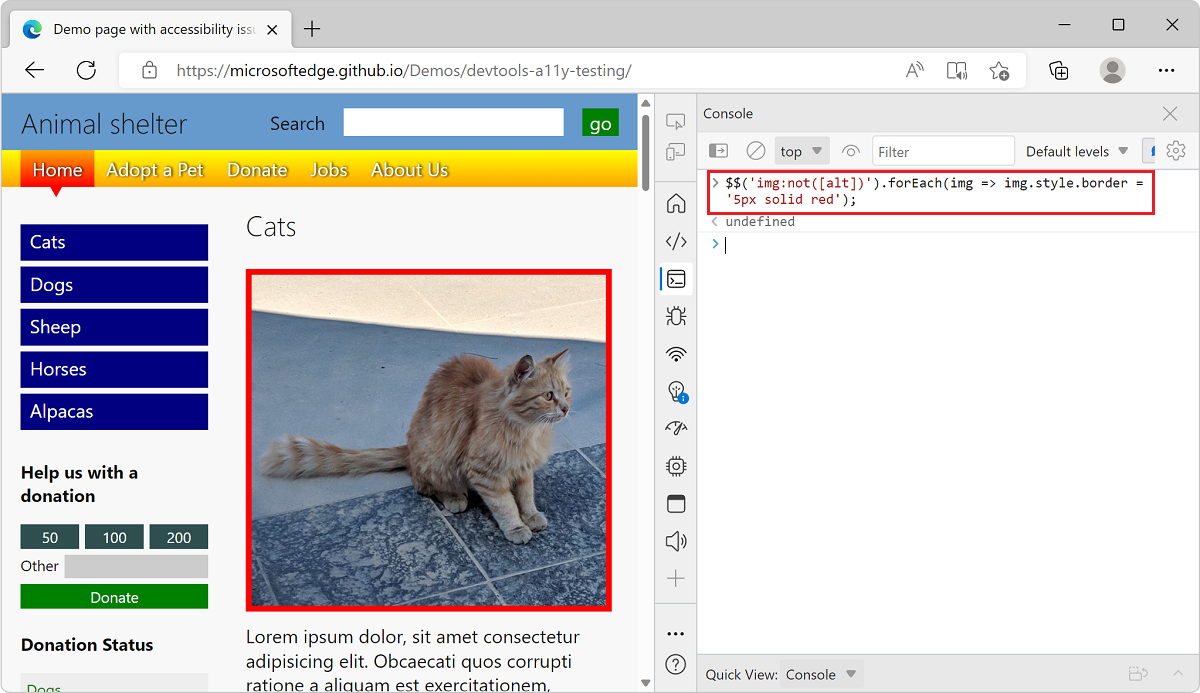 Demo page with accessibility issu
https://microsoftedge.github.io/Demos/devtools-a11y-testing/
Animal shelter
Search
go
Home Adopt a Pet Donate Jobs About Us
Cats
Dogs
Sheep
Horses
Alpacas
Help us with a
donation
50 100 200
Other
Donate
Donation Status
Dogs
Cats
Lorem ipsum dolor, sit amet consectetur
adipisicing elit. Obcaecati quos corrupti
ratione a aliquam est exercitationem,
Console
top
Filter
Default levels
> $$('img:not([alt])').forEach(img => img.style.border =
'5px solid red');
< undefined
>
Quick View: Console